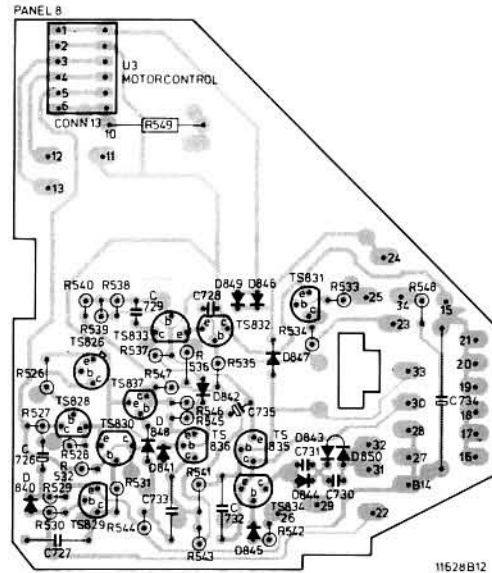 PANEL 8
1
2
3
4
5
6
U3
MOTORCONTROL
CONN 13
10
R549
12
11
13
24
D849 D846
TS831
R540 R538
C
729
C728
R533
25
34
R548
15
R539
TS833
TS832
R534
23
TS826
R537
R
536
R535
D847
21
20
R526
TS837
R547
D842
33
19
TS828
R546
R545
C735
30
C734
18
R527
TS830
D
848
TS
836
TS
835
D843
28
17
C
726
R528
D841
C731
32
D850
27
16
R
532
31
D
840
R529
R531
C733
R541
C
732
D844
C730
B14
R530
TS829
R544
TS834
26
29
22
C727
R543
D845
R542
e
b
c
11628B12